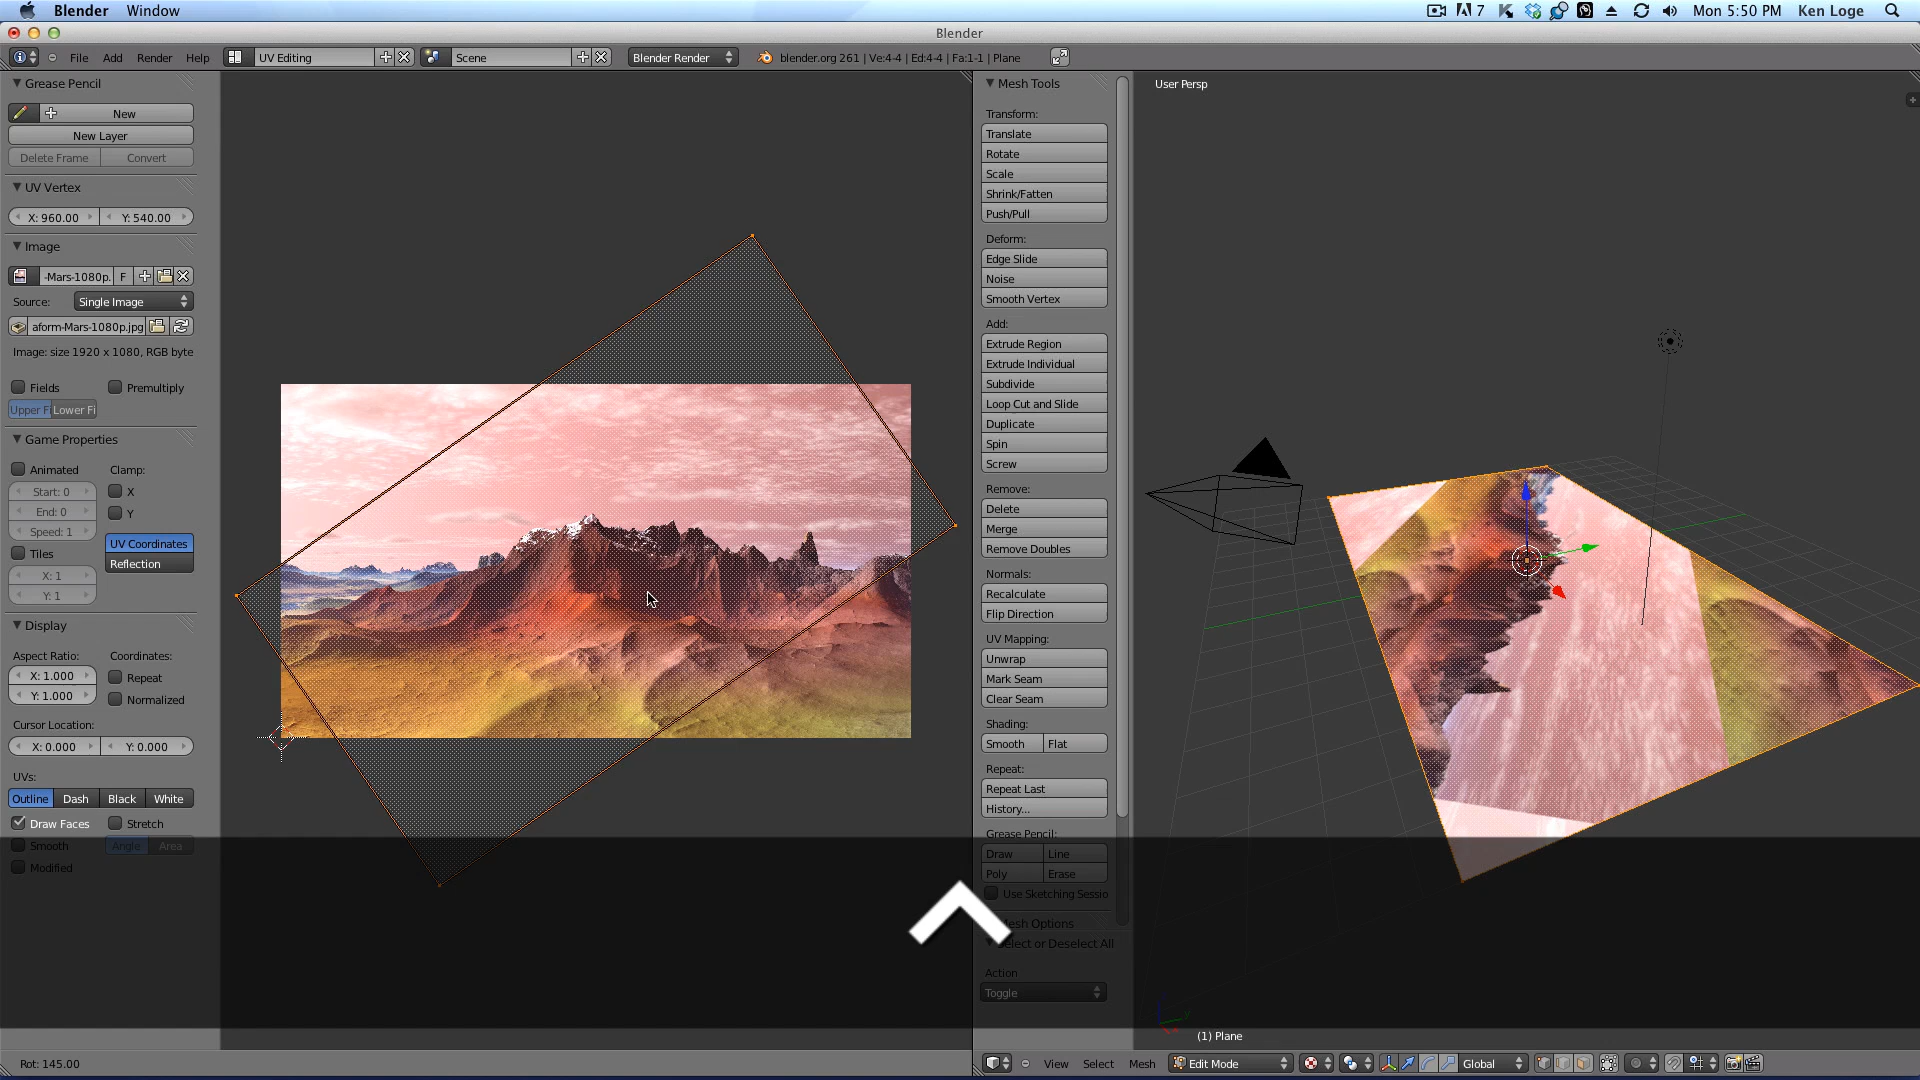 Blender Window
7 Mon 5:50 PM Ken Loge
Blender
File Add Render Help UV Editing Scene Blender Render blender.org 261 | Ve:4-4 | Ed:4-4 | Fa:1-1 | Plane
Grease Pencil
New
New Layer
Delete Frame Convert
UV Vertex
X: 960.00 Y: 540.00
Image
-Mars-1080p. F
Source: Single Image
aform-Mars-1080p.jpg
Image: size 1920 x 1080, RGB byte
Fields Premultiply
Upper Fi Lower Fi
Game Properties
Animated Clamp:
Start: 0 X
End: 0 Y
Speed: 1
UV Coordinates
Tiles Reflection
X: 1
Y: 1
Display
Aspect Ratio: Coordinates:
X: 1.000 Repeat
Y: 1.000 Normalized
Cursor Location:
X: 0.000 Y: 0.000
UVs:
Outline Dash Black White
Draw Faces Stretch
Smooth Angle Area
Modified
Rot: 145.00
Mesh Tools
Transform:
Translate
Rotate
Scale
Shrink/Fatten
Push/Pull
Deform:
Edge Slide
Noise
Smooth Vertex
Add:
Extrude Region
Extrude Individual
Subdivide
Loop Cut and Slide
Duplicate
Spin
Screw
Remove:
Delete
Merge
Remove Doubles
Normals:
Recalculate
Flip Direction
UV Mapping:
Unwrap
Mark Seam
Clear Seam
Shading:
Smooth Flat
Repeat:
Repeat Last
History...
Grease Pencil:
Draw Line
Poly Erase
Use Sketching Sessio
esh Options
elect or Deselect All
Action
Toggle
User Persp
(1) Plane
View Select Mesh Edit Mode Global